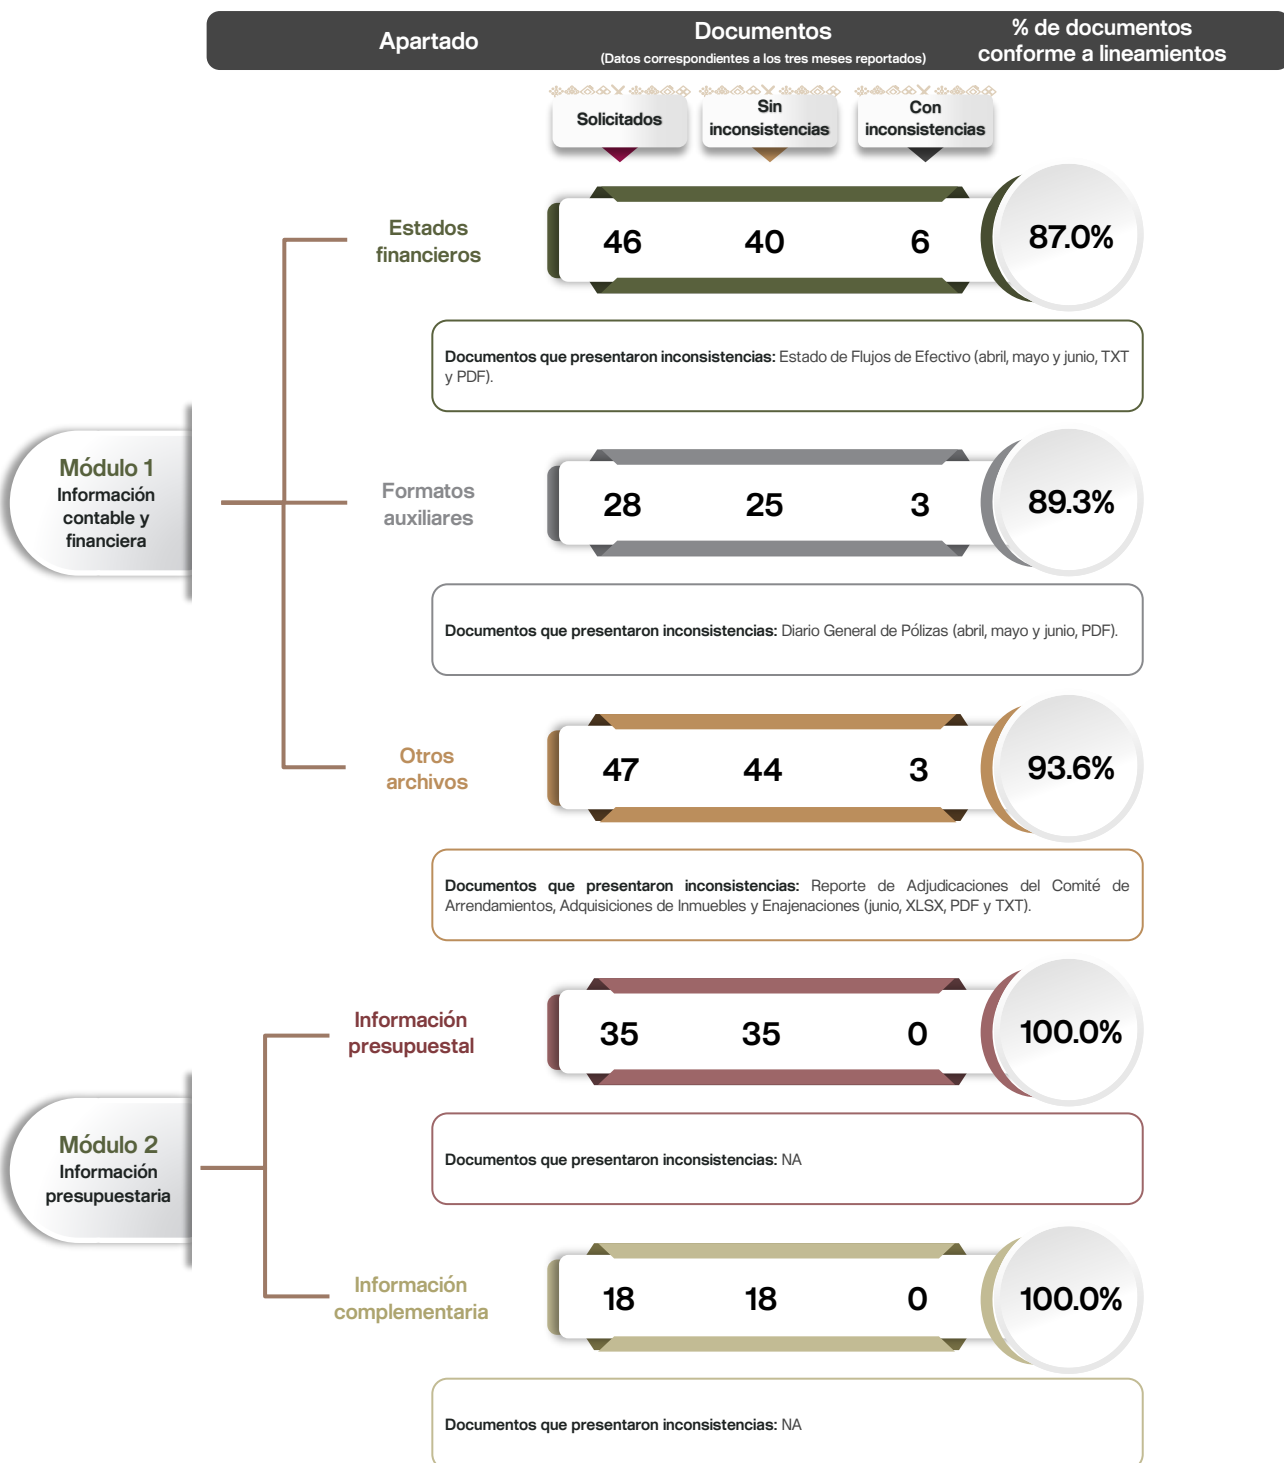 Apartado
Documentos
(Datos correspondientes a los tres meses reportados)
% de documentos
conforme a lineamientos
Solicitados
Sin
inconsistencias
Con
inconsistencias
Módulo 1
Información
contable y
financiera
Estados
financieros
46 40 6 87.0%
Documentos que presentaron inconsistencias: Estado de Flujos de Efectivo (abril, mayo y junio, TXT
y PDF).
Formatos
auxiliares
28 25 3 89.3%
Documentos que presentaron inconsistencias: Diario General de Pólizas (abril, mayo y junio, PDF).
Otros
archivos
47 44 3 93.6%
Documentos que presentaron inconsistencias: Reporte de Adjudicaciones del Comité de
Arrendamientos, Adquisiciones de Inmuebles y Enajenaciones (junio, XLSX, PDF y TXT).
Módulo 2
Información
presupuestaria
Información
presupuestal
35 35 0 100.0%
Documentos que presentaron inconsistencias: NA
Información
complementaria
18 18 0 100.0%
Documentos que presentaron inconsistencias: NA